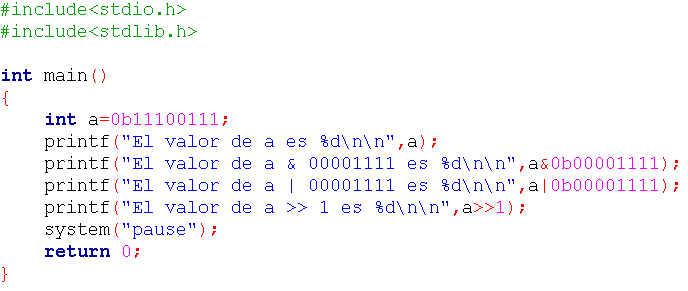 #include<stdio.h>
#include<stdlib.h>

int main()
{
    int a=0b11100111;
    printf("El valor de a es %d\n\n",a);
    printf("El valor de a & 00001111 es %d\n\n",a&0b00001111);
    printf("El valor de a | 00001111 es %d\n\n",a|0b00001111);
    printf("El valor de a >> 1 es %d\n\n",a>>1);
    system("pause");
    return 0;
}